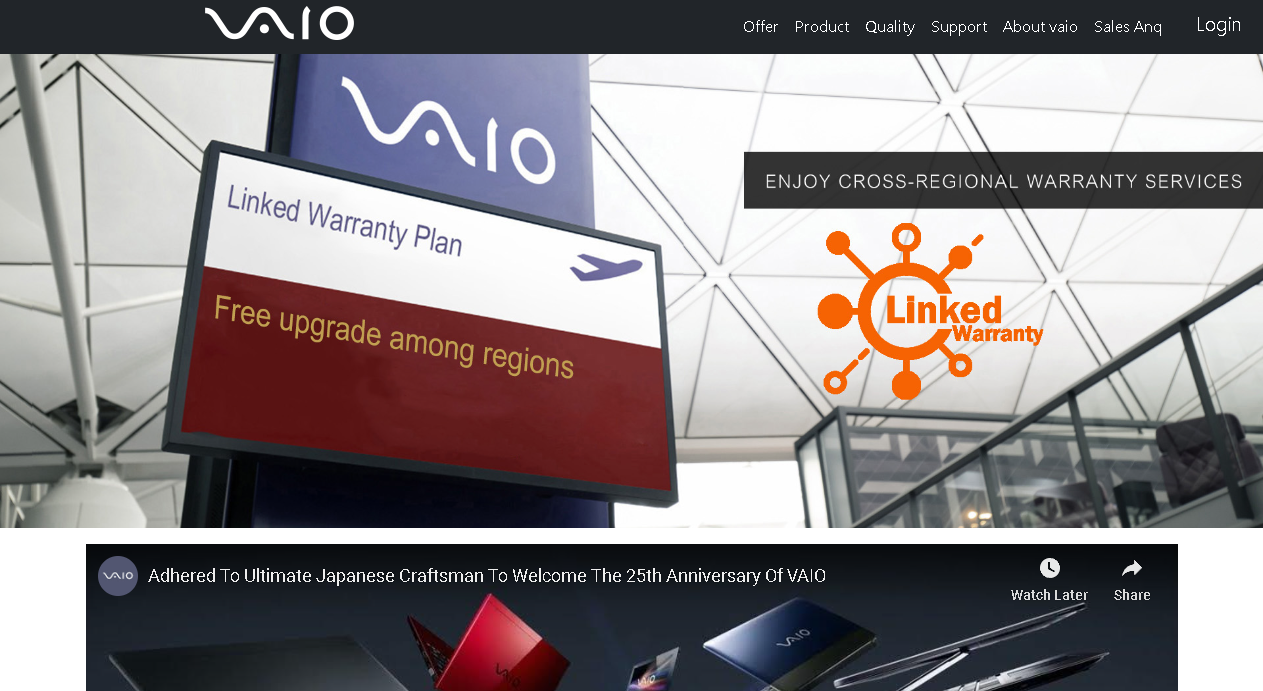 VAIO
Offer Product Quality Support About vaio Sales Anq Login
VAIO
Linked Warranty Plan
Free upgrade among regions
ENJOY CROSS-REGIONAL WARRANTY SERVICES
Linked
Warranty
VAIO
Adhered To Ultimate Japanese Craftsman To Welcome The 25th Anniversary Of VAIO
Watch Later
Share
VAIO
VAIO
VAIO